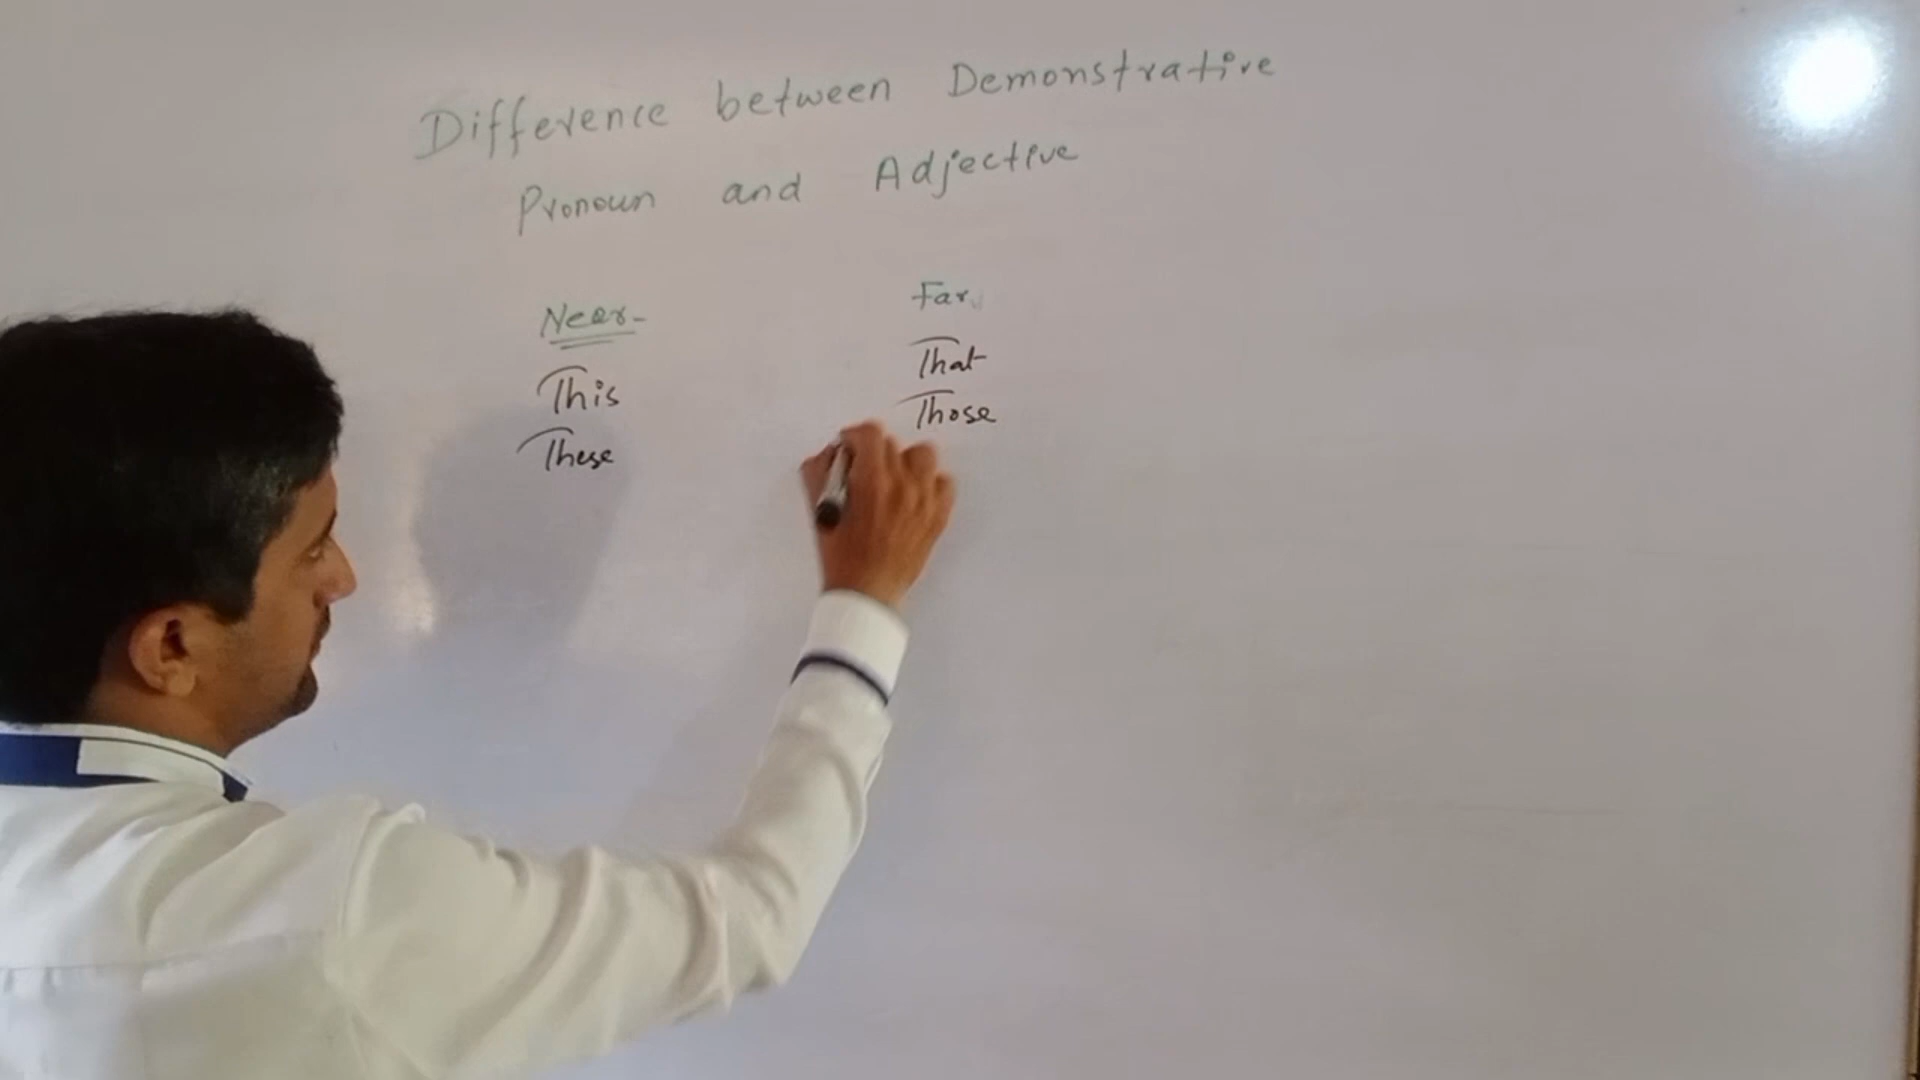 Difference between Demonstrative
Pronoun and Adjective
Near Far
This That
These Those